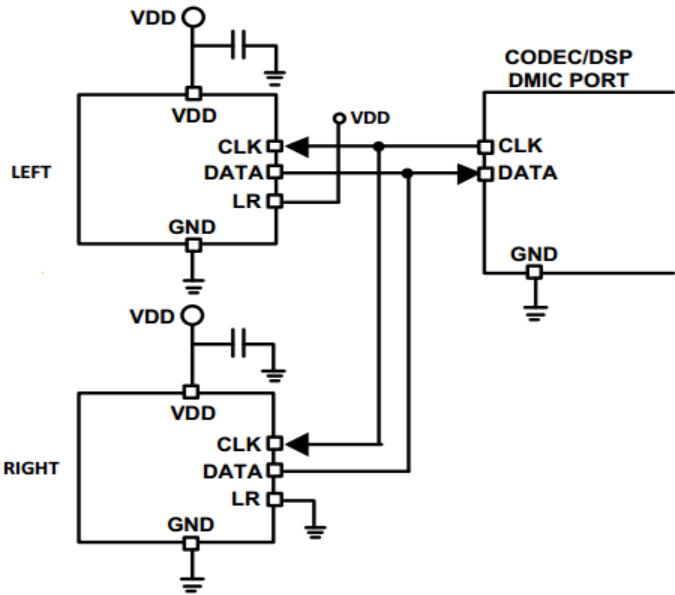 VDD
CODEC/DSP
DMIC PORT
VDD
VDD
CLK
CLK
LEFT
DATA
DATA
LR
GND
GND
VDD
VDD
CLK
RIGHT
DATA
LR
GND